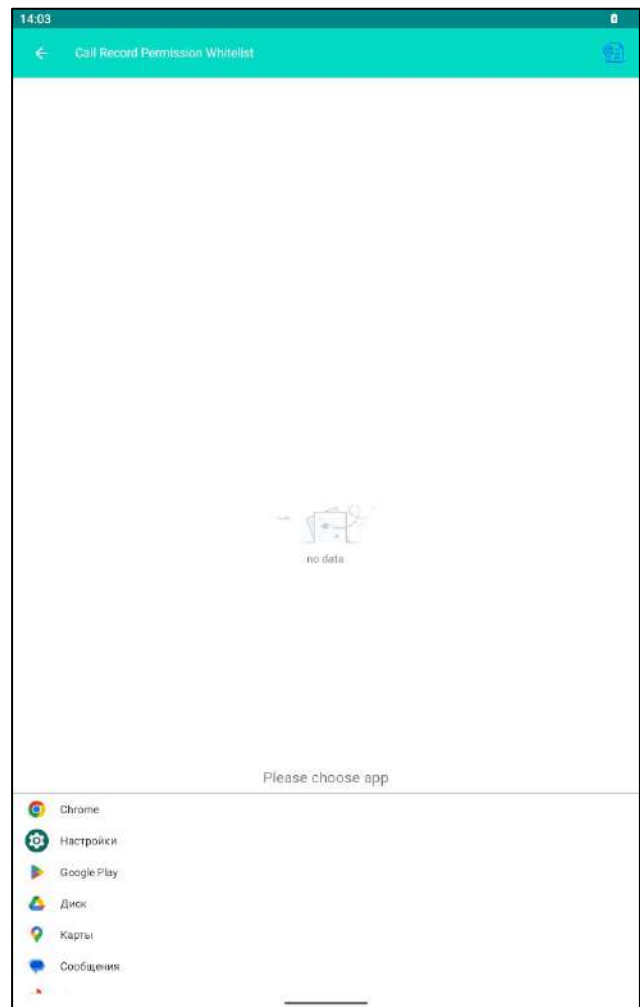 14:03
Call Record Permission Whitelist
no data
Please choose app
Chrome
Настройки
Google Play
Диск
Карты
Сообщения